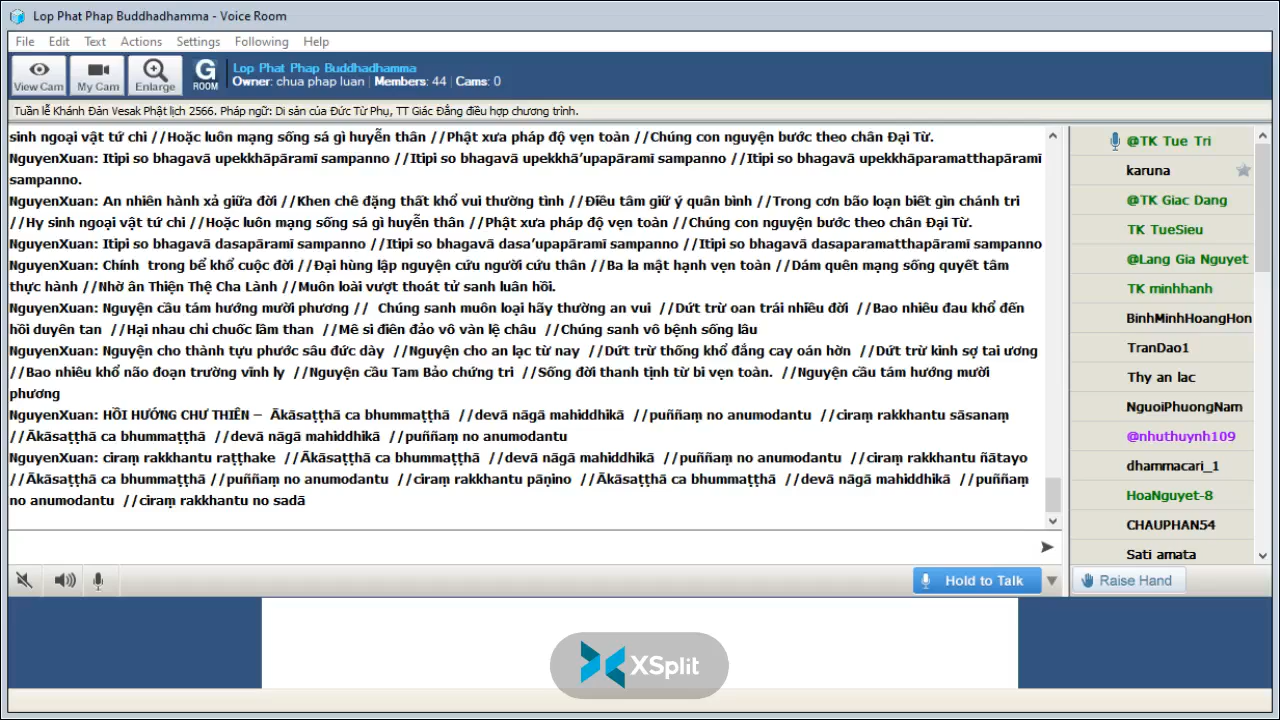 Lop Phat Phap Buddhadhamma - Voice Room
File Edit Text Actions Settings Following Help
View Cam My Cam Enlarge G ROOM
Lop Phat Phap Buddhadhamma
Owner: chua phap luan | Members: 44 | Cams: 0
Tuần lễ Khánh Đản Vesak Phật lịch 2566. Pháp ngữ: Di sản của Đức Từ Phụ, TT Giác Đẳng điều hợp chương trình.
sinh ngoại vật tứ chi //Hoặc luôn mạng sống sá gì huyễn thân //Phật xưa pháp độ vẹn toàn //Chúng con nguyện bước theo chân Đại Từ.
NguyenXuan: Itipi so bhagavā upekkhāpāramī sampanno //Itipi so bhagavā upekkhā’upapāramī sampanno //Itipi so bhagavā upekkhāparamatthapāramī
sampanno.
NguyenXuan: An nhiên hành xả giữa đời //Khen chê đặng thất khổ vui thường tình //Điều tâm giữ ý quân bình //Trong cơn bão loạn biết gìn chánh tri
//Hy sinh ngoại vật tứ chi //Hoặc luôn mạng sống sá gì huyễn thân //Phật xưa pháp độ vẹn toàn //Chúng con nguyện bước theo chân Đại Từ.
NguyenXuan: Itipi so bhagavā dasapāramī sampanno //Itipi so bhagavā dasa’upapāramī sampanno //Itipi so bhagavā dasaparamatthapāramī sampanno
NguyenXuan: Chính trong bể khổ cuộc đời //Đại hùng lập nguyện cứu người cứu thân //Ba la mật hạnh vẹn toàn //Dám quên mạng sống quyết tâm
thực hành //Nhờ ân Thiện Thệ Cha Lành //Muôn loài vượt thoát tử sanh luân hồi.
NguyenXuan: Nguyện cầu tám hướng mười phương // Chúng sanh muôn loại hãy thường an vui //Dứt trừ oan trái nhiều đời //Bao nhiêu đau khổ đến
hồi duyên tan //Hại nhau chỉ chuốc lầm than //Mê si điên đảo vô vàn lệ châu //Chúng sanh vô bệnh sống lâu
NguyenXuan: Nguyện cho thành tựu phước sâu đức dày //Nguyện cho an lạc từ nay //Dứt trừ thống khổ đắng cay oán hờn //Dứt trừ kinh sợ tai ương
//Bao nhiêu khổ não đoạn trường vĩnh ly //Nguyện cầu Tam Bảo chứng tri //Sống đời thanh tịnh từ bi vẹn toàn. //Nguyện cầu tám hướng mười
phương
NguyenXuan: HỒI HƯỚNG CHƯ THIÊN – Ākāsaṭṭhā ca bhummaṭṭhā //devā nāgā mahiddhikā //puññaṃ no anumodantu //ciraṃ rakkhantu sāsanaṃ
//Ākāsaṭṭhā ca bhummaṭṭhā //devā nāgā mahiddhikā //puññaṃ no anumodantu
NguyenXuan: ciraṃ rakkhantu raṭṭhake //Ākāsaṭṭhā ca bhummaṭṭhā //devā nāgā mahiddhikā //puññaṃ no anumodantu //ciraṃ rakkhantu ñātayo
//Ākāsaṭṭhā ca bhummaṭṭhā //puññaṃ no anumodantu //ciraṃ rakkhantu pāṇino //Ākāsaṭṭhā ca bhummaṭṭhā //devā nāgā mahiddhikā //puññaṃ
no anumodantu //ciraṃ rakkhantu no sadā
@TK Tue Tri
karuna
@TK Giac Dang
TK TueSieu
@Lang Gia Nguyet
TK minhhanh
BinhMinhHoangHon
TranDao1
Thy an lac
NguoiPhuongNam
@nhuthuynh109
dhammacari_1
HoaNguyet-8
CHAUPHAN54
Sati amata
Hold to Talk
Raise Hand
XSplit